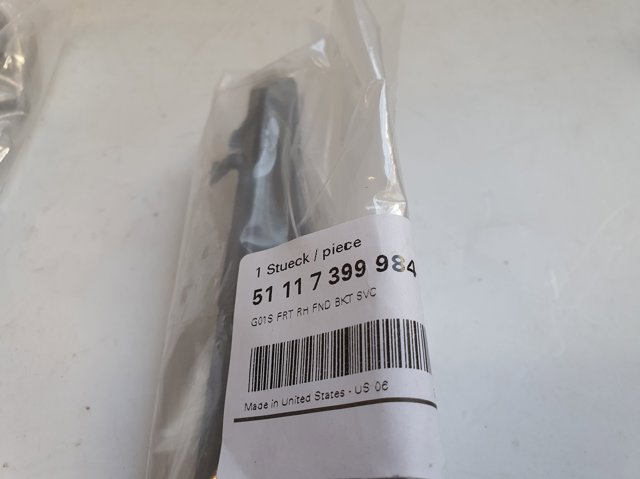 1 Stueck / piece
51 11 7 399 984
G01S FRT RH FND BKT SVC
Made in United States - US 06